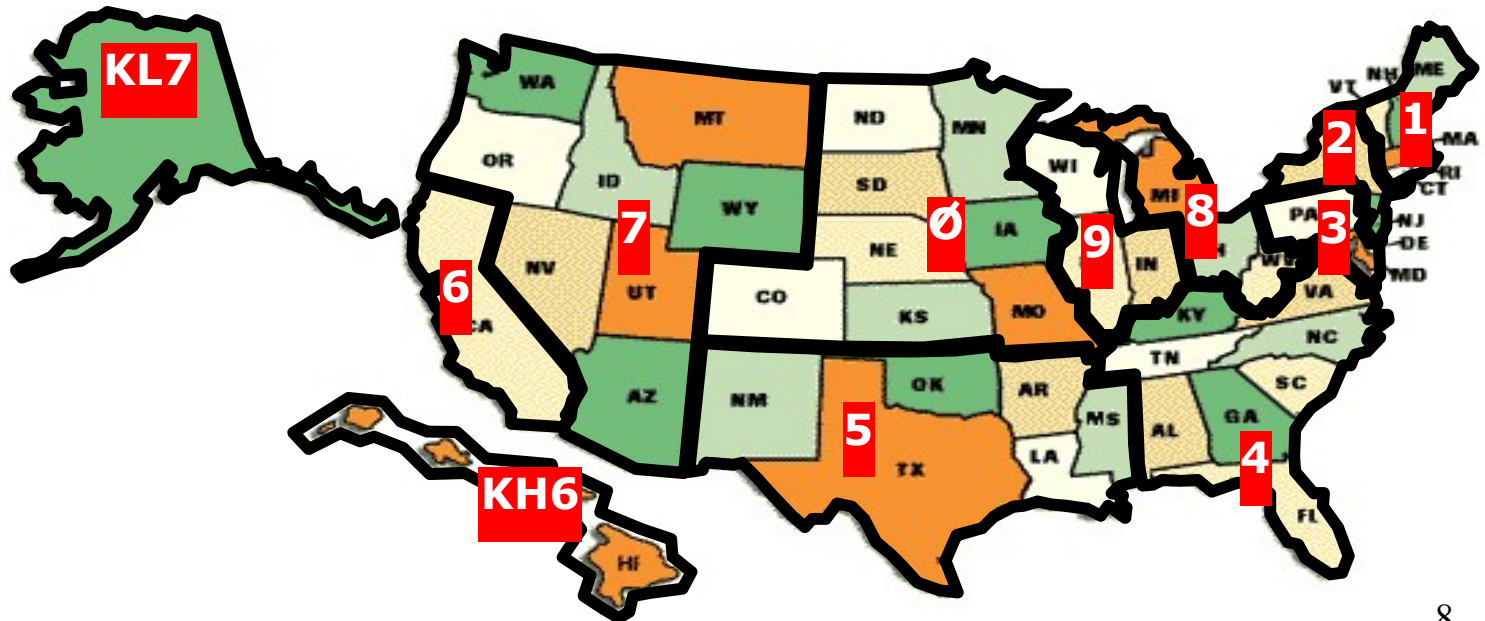 KL7
WA
MT
ND
MN
ME
NH
VT
1
2
MA
OR
ID
SD
WI
MI
RI
CT
WY
7
Ø
IA
9
8
PA
3
NJ
DE
NV
NE
IN
H
WV
MD
6
CA
UT
CO
KS
MO
KY
VA
TN
NC
AZ
NM
OK
AR
MS
AL
GA
SC
5
TX
LA
4
KH6
FL
HI
8